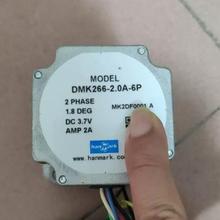 MODEL
DMK266-2.0A-6P
2 PHASE
1.8 DEG
MK2DF0001 A
DC 3.7V
AMP 2A
hanmark
www.hanmark.com